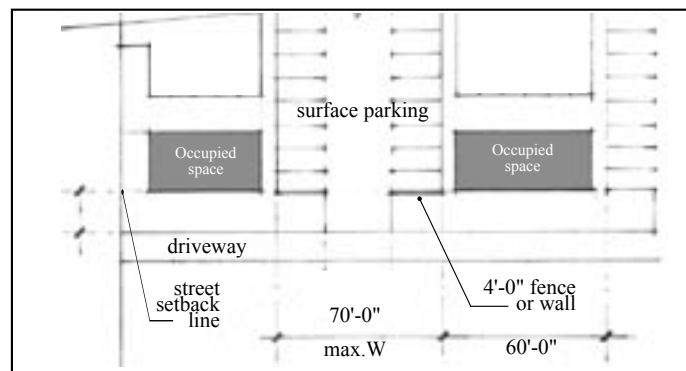 surface parking
Occupied
space
Occupied
space
driveway
street
setback
line
4'-0" fence
or wall
70'-0"
max.W
60'-0"